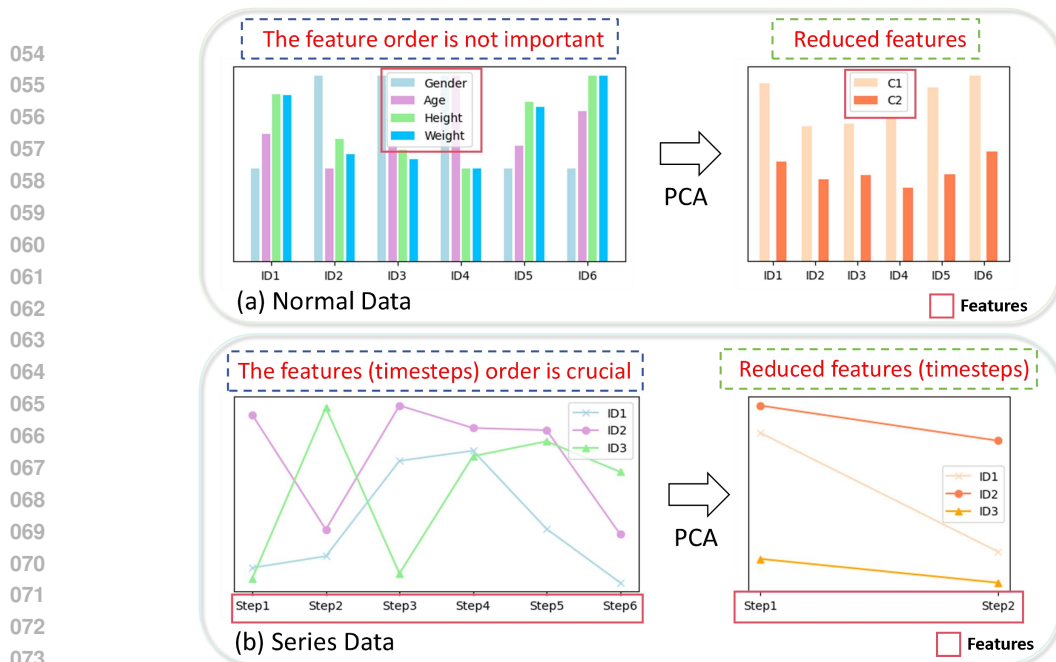 054
055
056
057
058
059
060
061
062
063
064
065
066
067
068
069
070
071
072
073
The feature order is not important
Reduced features
Gender
Age
Height
Weight
C1
C2
PCA
ID1 ID2 ID3 ID4 ID5 ID6
ID1 ID2 ID3 ID4 ID5 ID6
(a) Normal Data
Features
The features (timesteps) order is crucial
Reduced features (timesteps)
ID1
ID2
ID3
ID1
ID2
ID3
PCA
Step1 Step2 Step3 Step4 Step5 Step6
Step1 Step2
(b) Series Data
Features